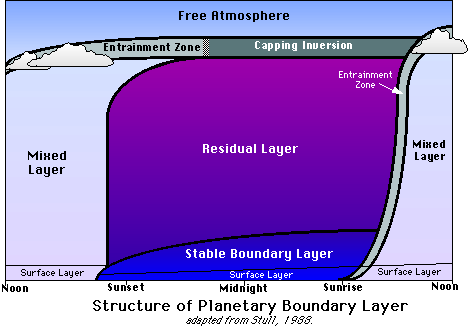 Free Atmosphere
Entrainment Zone
Capping Inversion
Entrainment
Zone
Mixed
Layer
Residual Layer
Mixed
Layer
Stable Boundary Layer
Surface Layer
Surface Layer
Surface Layer
Noon
Sunset
Midnight
Sunrise
Noon
Structure of Planetary Boundary Layer
adapted from Stull, 1988.